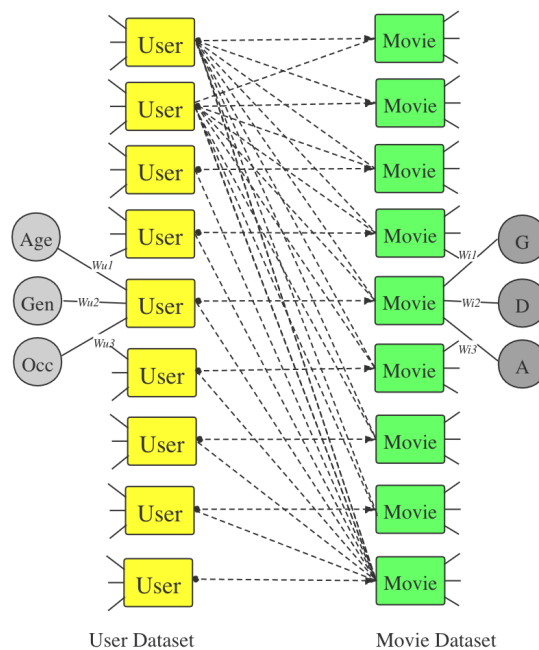 User Movie
User Movie
User Movie
Age User Movie G
Wu1 Wi1
Gen Wu2 User Movie Wi2 D
Wu3 Wi3
Occ User Movie A
User Movie
User Movie
User Movie
User Dataset Movie Dataset